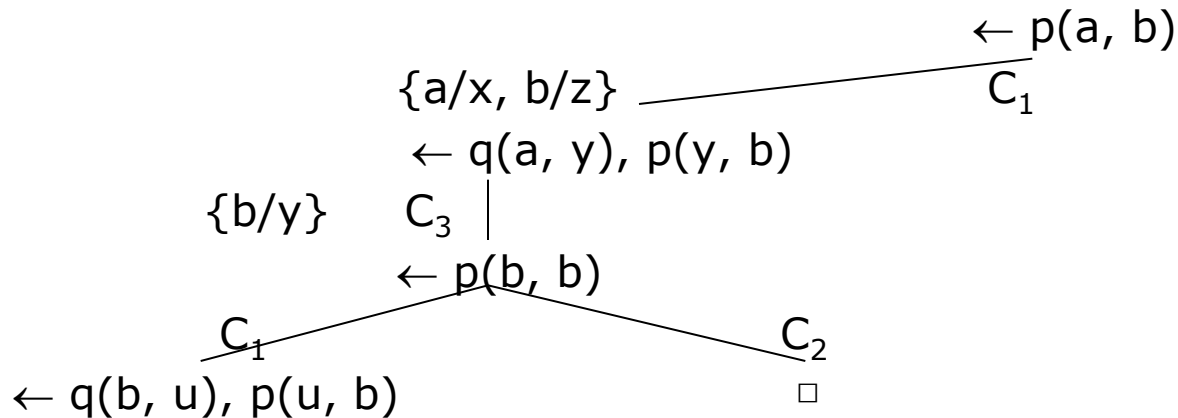 ← p(a, b)
{a/x, b/z} C₁
← q(a, y), p(y, b)
{b/y} C₃
← p(b, b)
C₁ C₂
← q(b, u), p(u, b) □